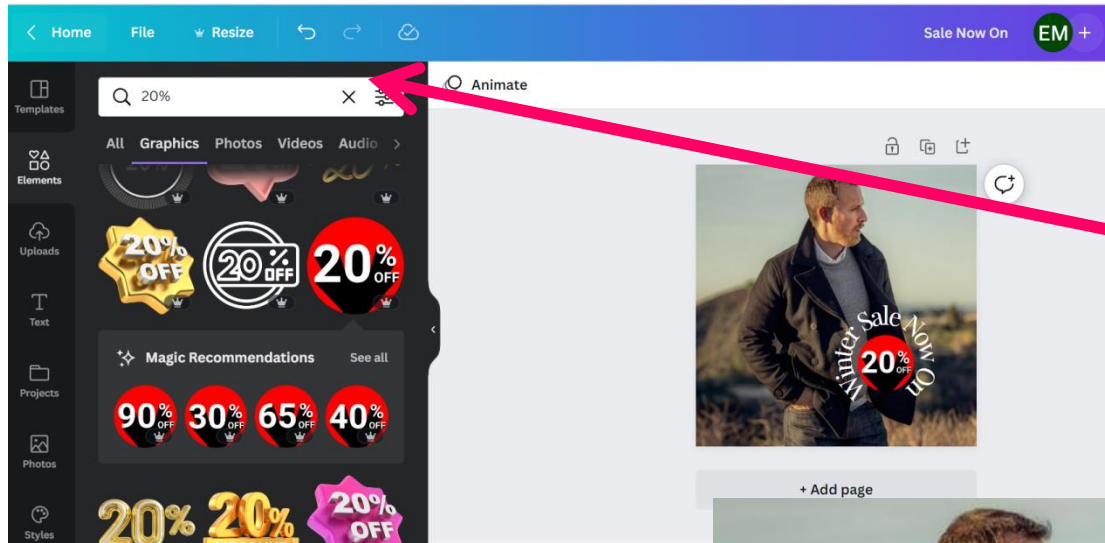 Home File Resize Sale Now On EM +
Templates
20%
Animate
All Graphics Photos Videos Audio
Elements
20%
20%
20% OFF
20% OFF
20% OFF
Uploads
Text
Magic Recommendations See all
Projects
90% OFF 30% OFF 65% OFF 40% OFF
Photos
20% 20% 20% OFF
Styles
Winter Sale Now On
20% OFF
+ Add page